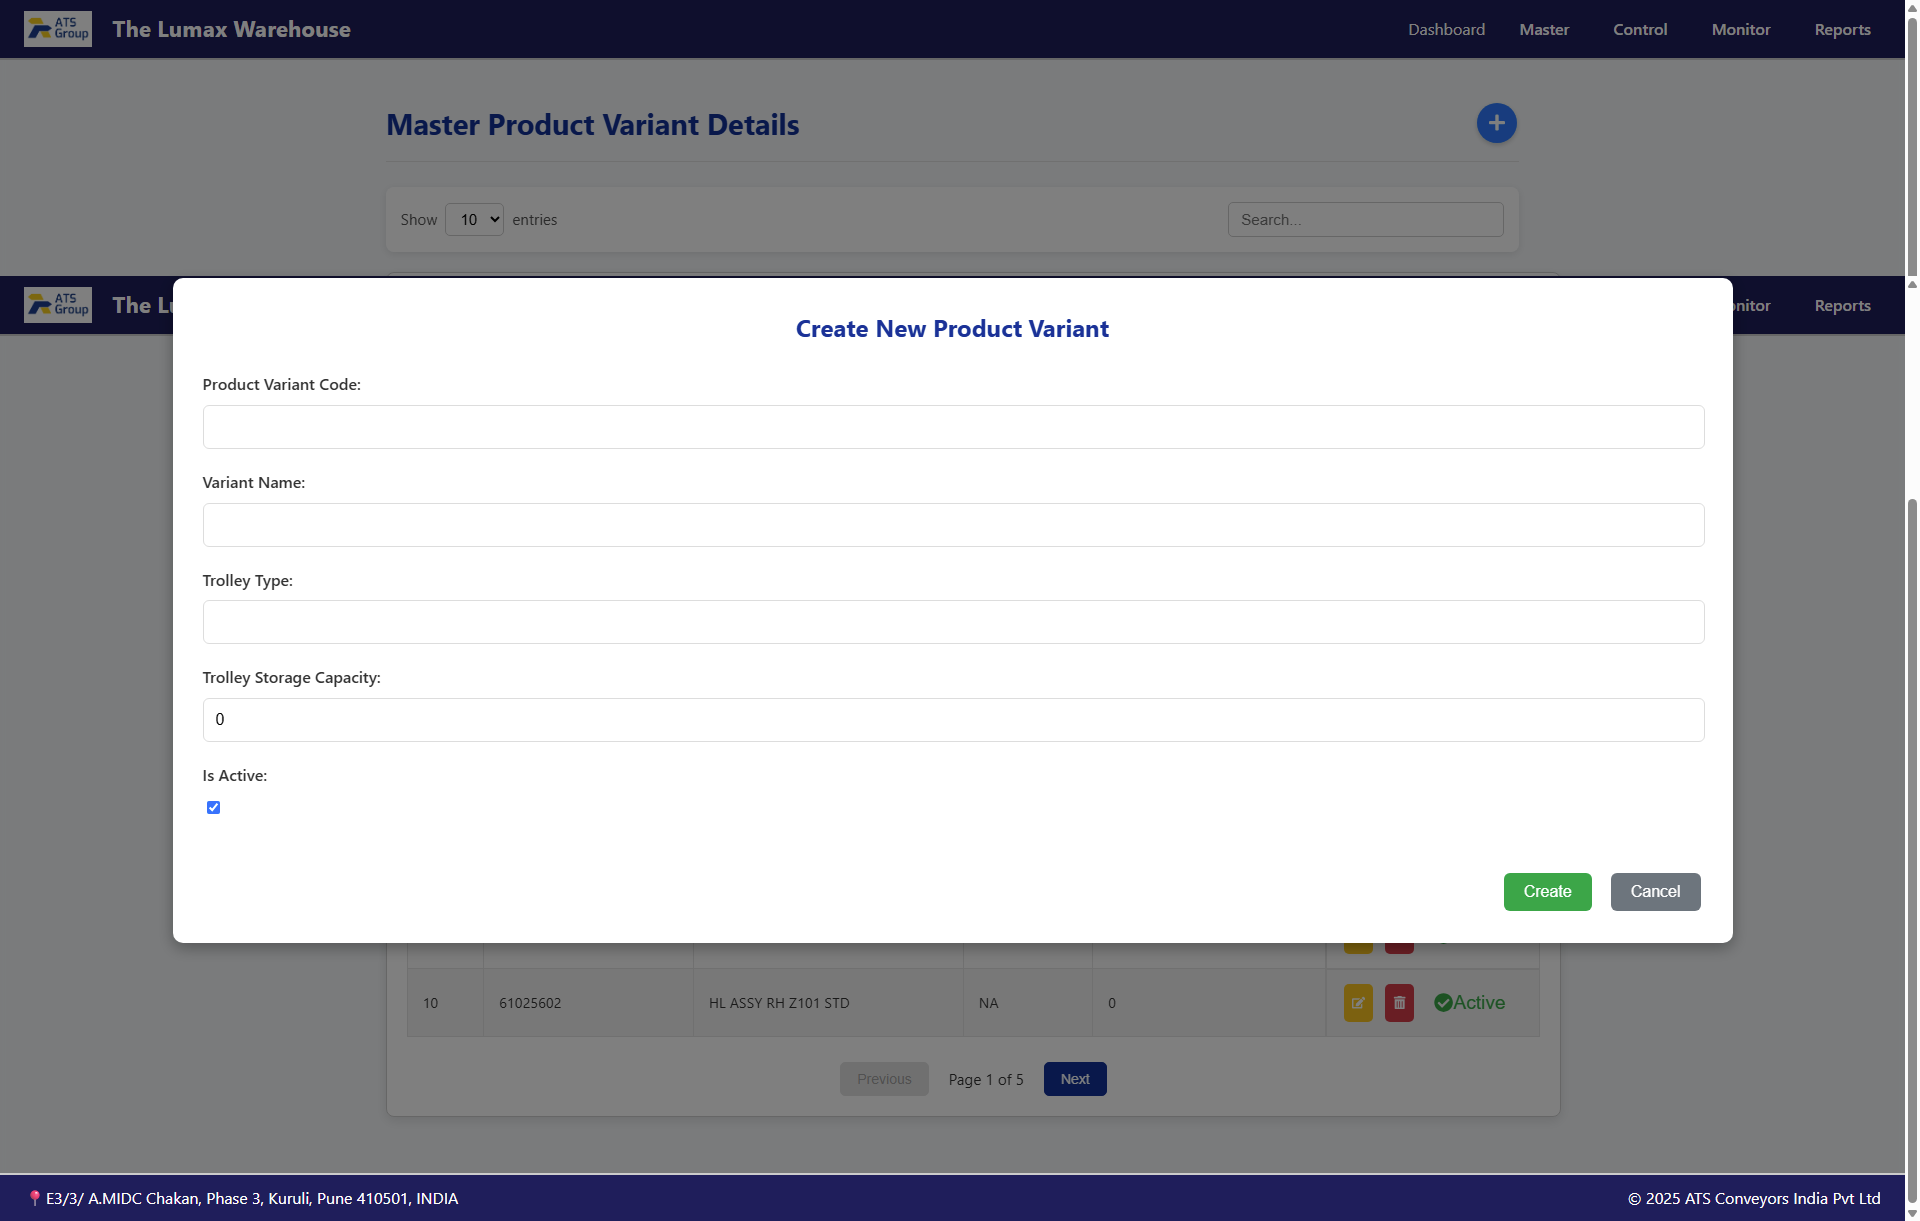 ATS Group The Lumax Warehouse Dashboard Master Control Monitor Reports
Master Product Variant Details
Show 10 entries Search...
ATS Group The Lu nitor Reports
Create New Product Variant
Product Variant Code:
Variant Name:
Trolley Type:
Trolley Storage Capacity:
0
Is Active:
Create Cancel
10 61025602 HL ASSY RH Z101 STD NA 0 Active
Previous Page 1 of 5 Next
E3/3/ A.MIDC Chakan, Phase 3, Kuruli, Pune 410501, INDIA © 2025 ATS Conveyors India Pvt Ltd